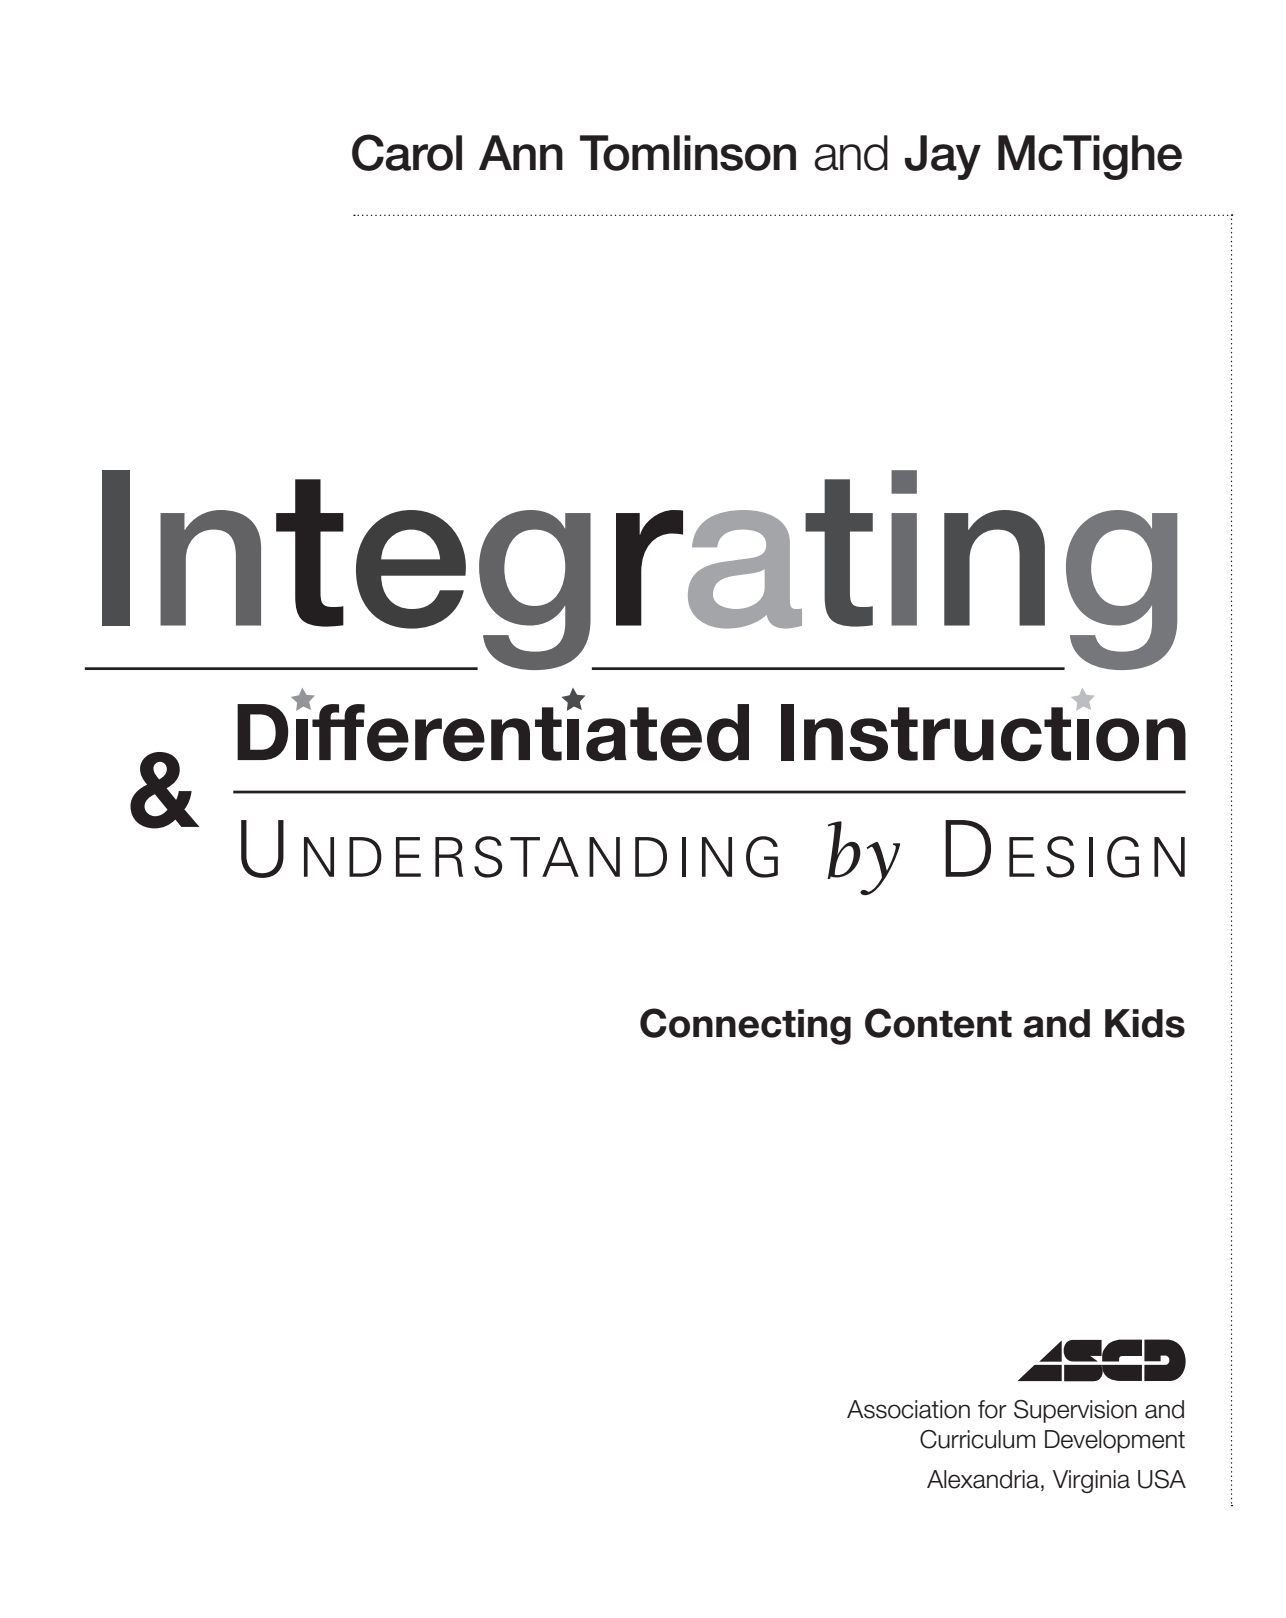 Carol Ann Tomlinson and Jay McTighe
Integrating
Differentiated Instruction
&
UNDERSTANDING by DESIGN
Connecting Content and Kids
ASCD
Association for Supervision and
Curriculum Development
Alexandria, Virginia USA